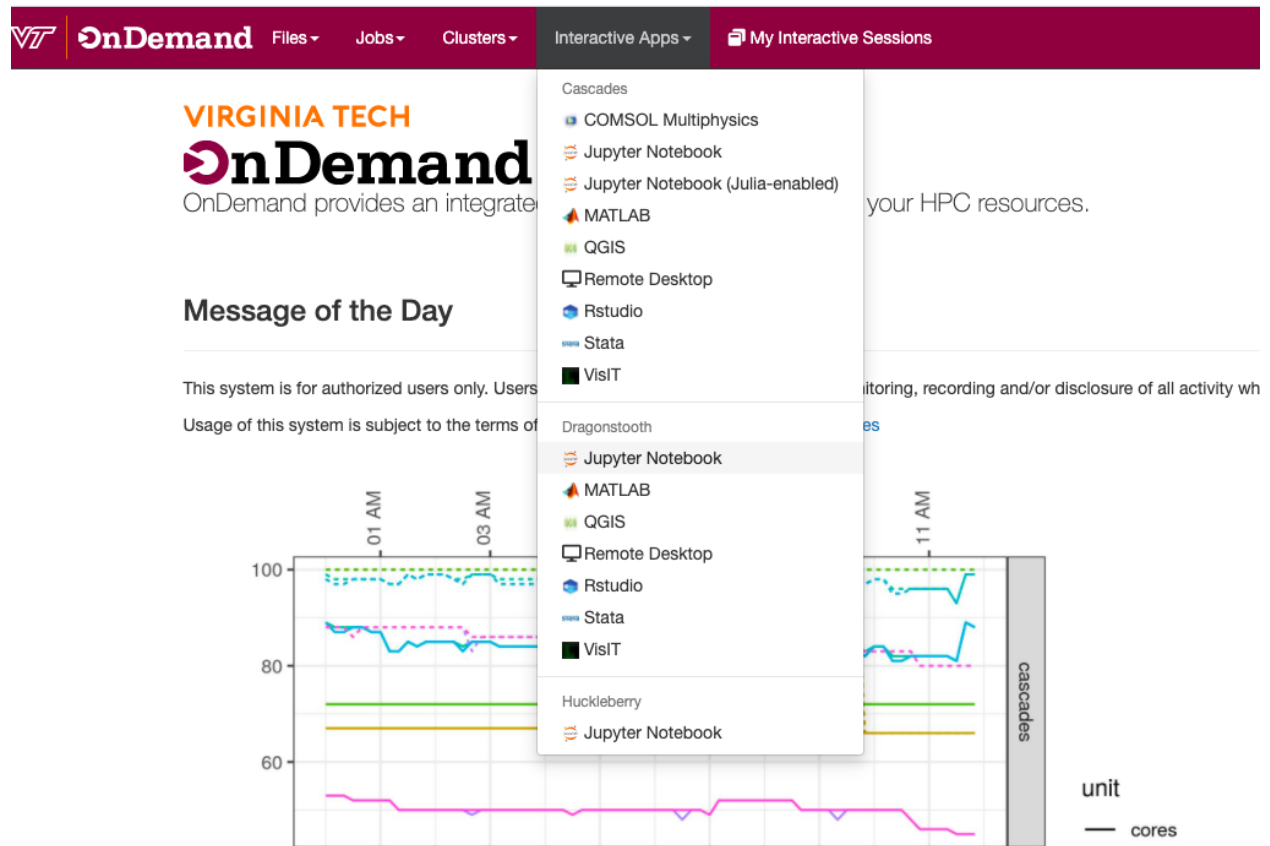 VT OnDemand Files Jobs Clusters Interactive Apps My Interactive Sessions
Cascades
COMSOL Multiphysics
Jupyter Notebook
Jupyter Notebook (Julia-enabled)
MATLAB
QGIS
Remote Desktop
Rstudio
Stata
VisIT
Dragonstooth
Jupyter Notebook
MATLAB
QGIS
Remote Desktop
Rstudio
Stata
VisIT
Huckleberry
Jupyter Notebook
VIRGINIA TECH
OnDemand
OnDemand provides an integrate your HPC resources.
Message of the Day
This system is for authorized users only. Users itoring, recording and/or disclosure of all activity wh
Usage of this system is subject to the terms of es
01 AM 03 AM 11 AM
100
80
60
cascades
unit
cores